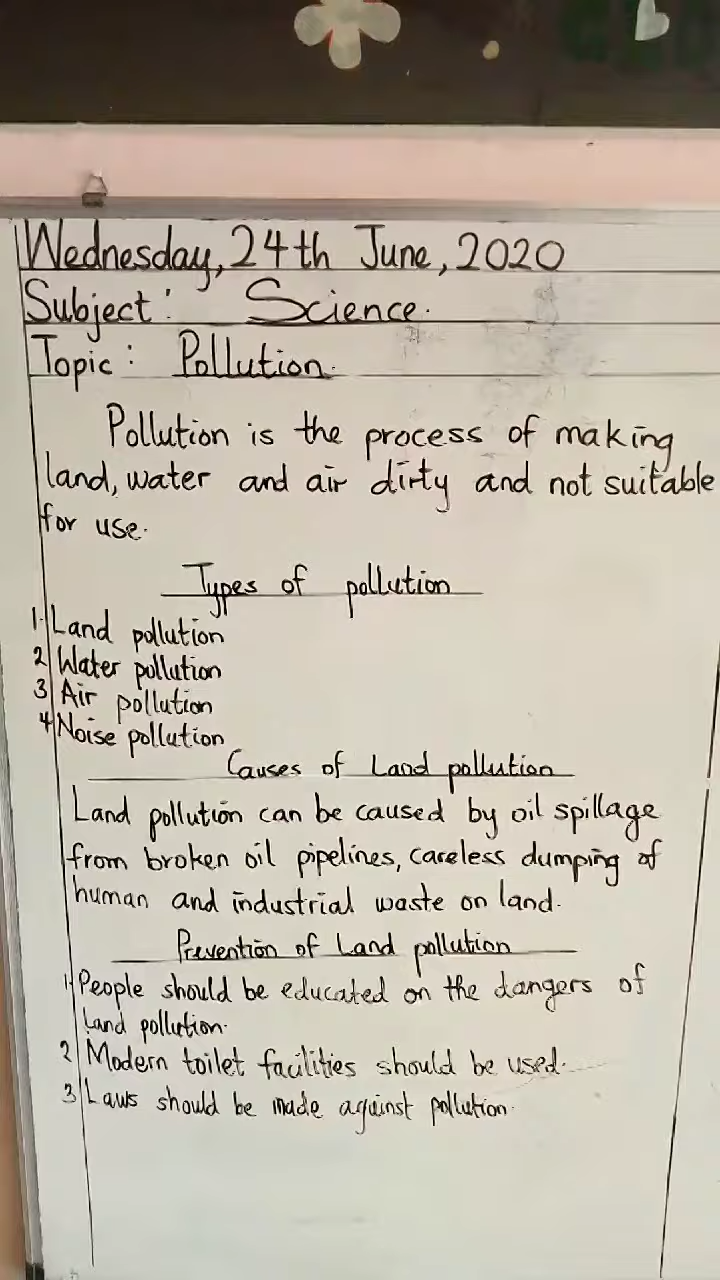 Wednesday, 24th June, 2020
Subject: Science.
Topic: Pollution.
Pollution is the process of making
land, water and air dirty and not suitable
for use.
Types of pollution
1. Land pollution
2 Water pollution
3 Air pollution
4 Noise pollution
Causes of Land pollution
Land pollution can be caused by oil spillage
from broken oil pipelines, careless dumping of
human and industrial waste on land.
Prevention of Land pollution
1. People should be educated on the dangers of
Land pollution.
2 Modern toilet facilities should be used.
3 Laws should be made against pollution.